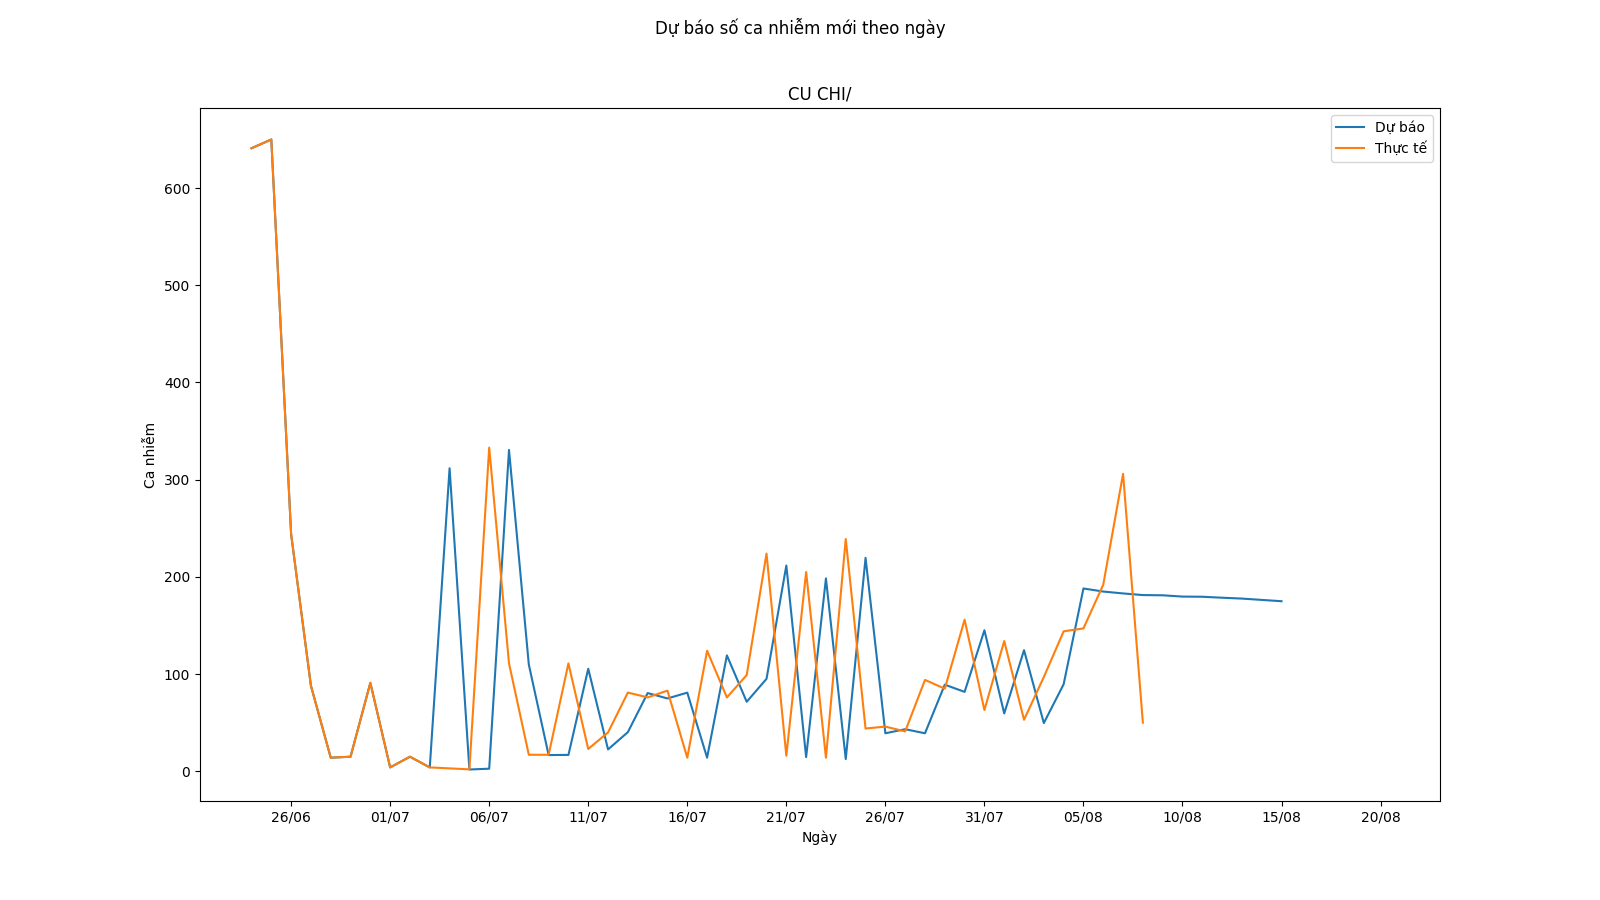 Dự báo số ca nhiễm mới theo ngày
CU CHI/
Dự báo
Thực tế
600
500
400
300
200
100
0
Ca nhiễm
26/06 01/07 06/07 11/07 16/07 21/07 26/07 31/07 05/08 10/08 15/08 20/08
Ngày